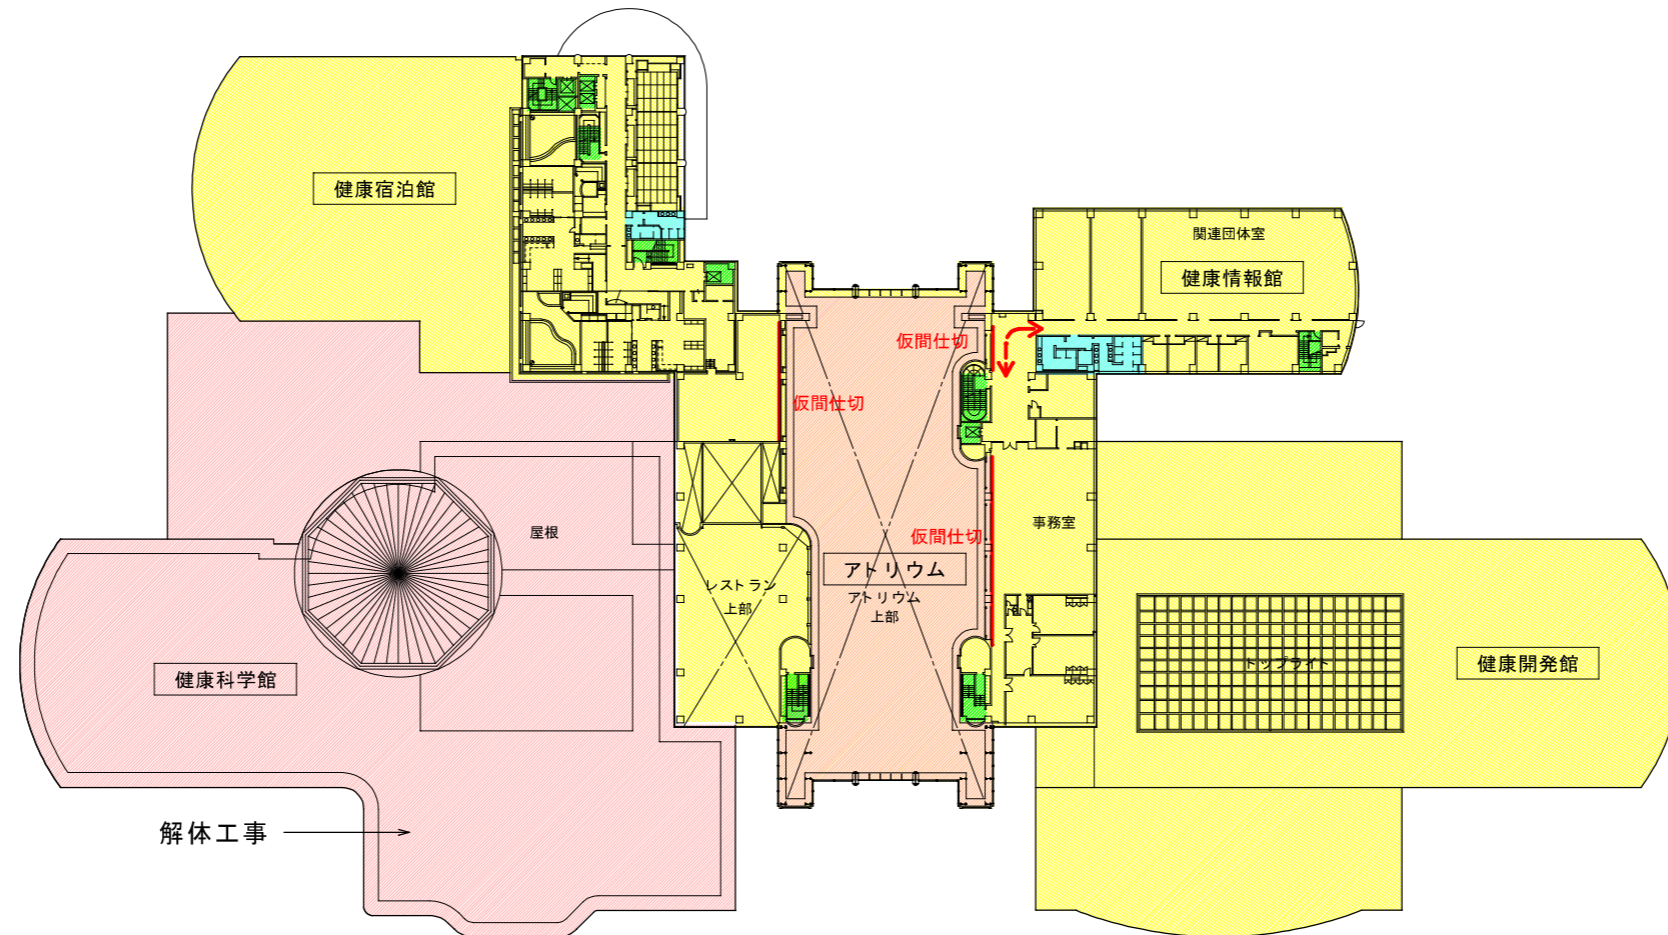 健康宿泊館
関連団体室
健康情報館
仮間仕切
仮間仕切
屋根
事務室
仮間仕切
アトリウム
レストラン
上部
アトリウム
上部
トップライト
健康開発館
健康科学館
解体工事